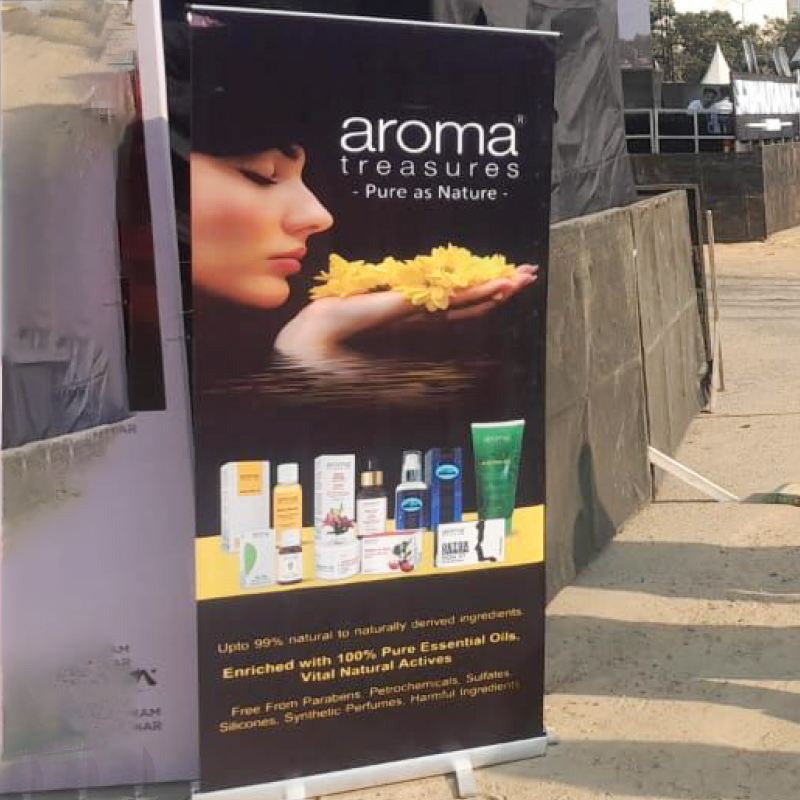 aroma®
treasures
- Pure as Nature -
Upto 99% natural to naturally derived ingredients
Enriched with 100% Pure Essential Oils,
Vital Natural Actives
Free From Parabens, Petrochemicals, Sulfates,
Silicones, Synthetic Perfumes, Harmful Ingredients